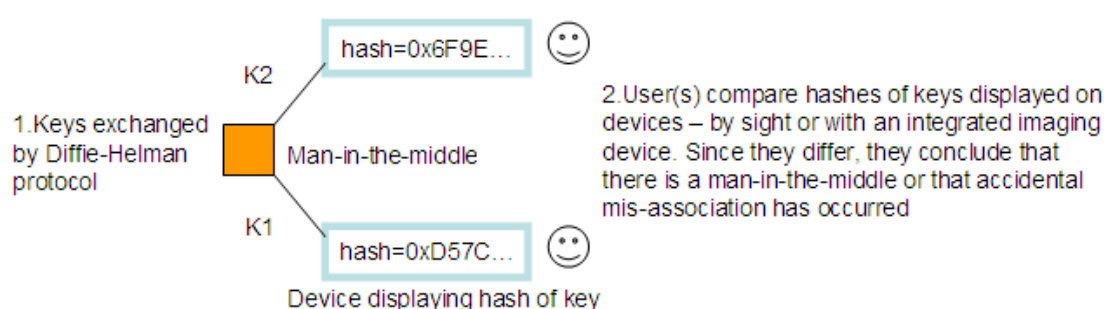 hash=0x6F9E...
K2
1.Keys exchanged
by Diffie-Helman
protocol
Man-in-the-middle
2.User(s) compare hashes of keys displayed on
devices – by sight or with an integrated imaging
device. Since they differ, they conclude that
there is a man-in-the-middle or that accidental
mis-association has occurred
K1
hash=0xD57C...
Device displaying hash of key